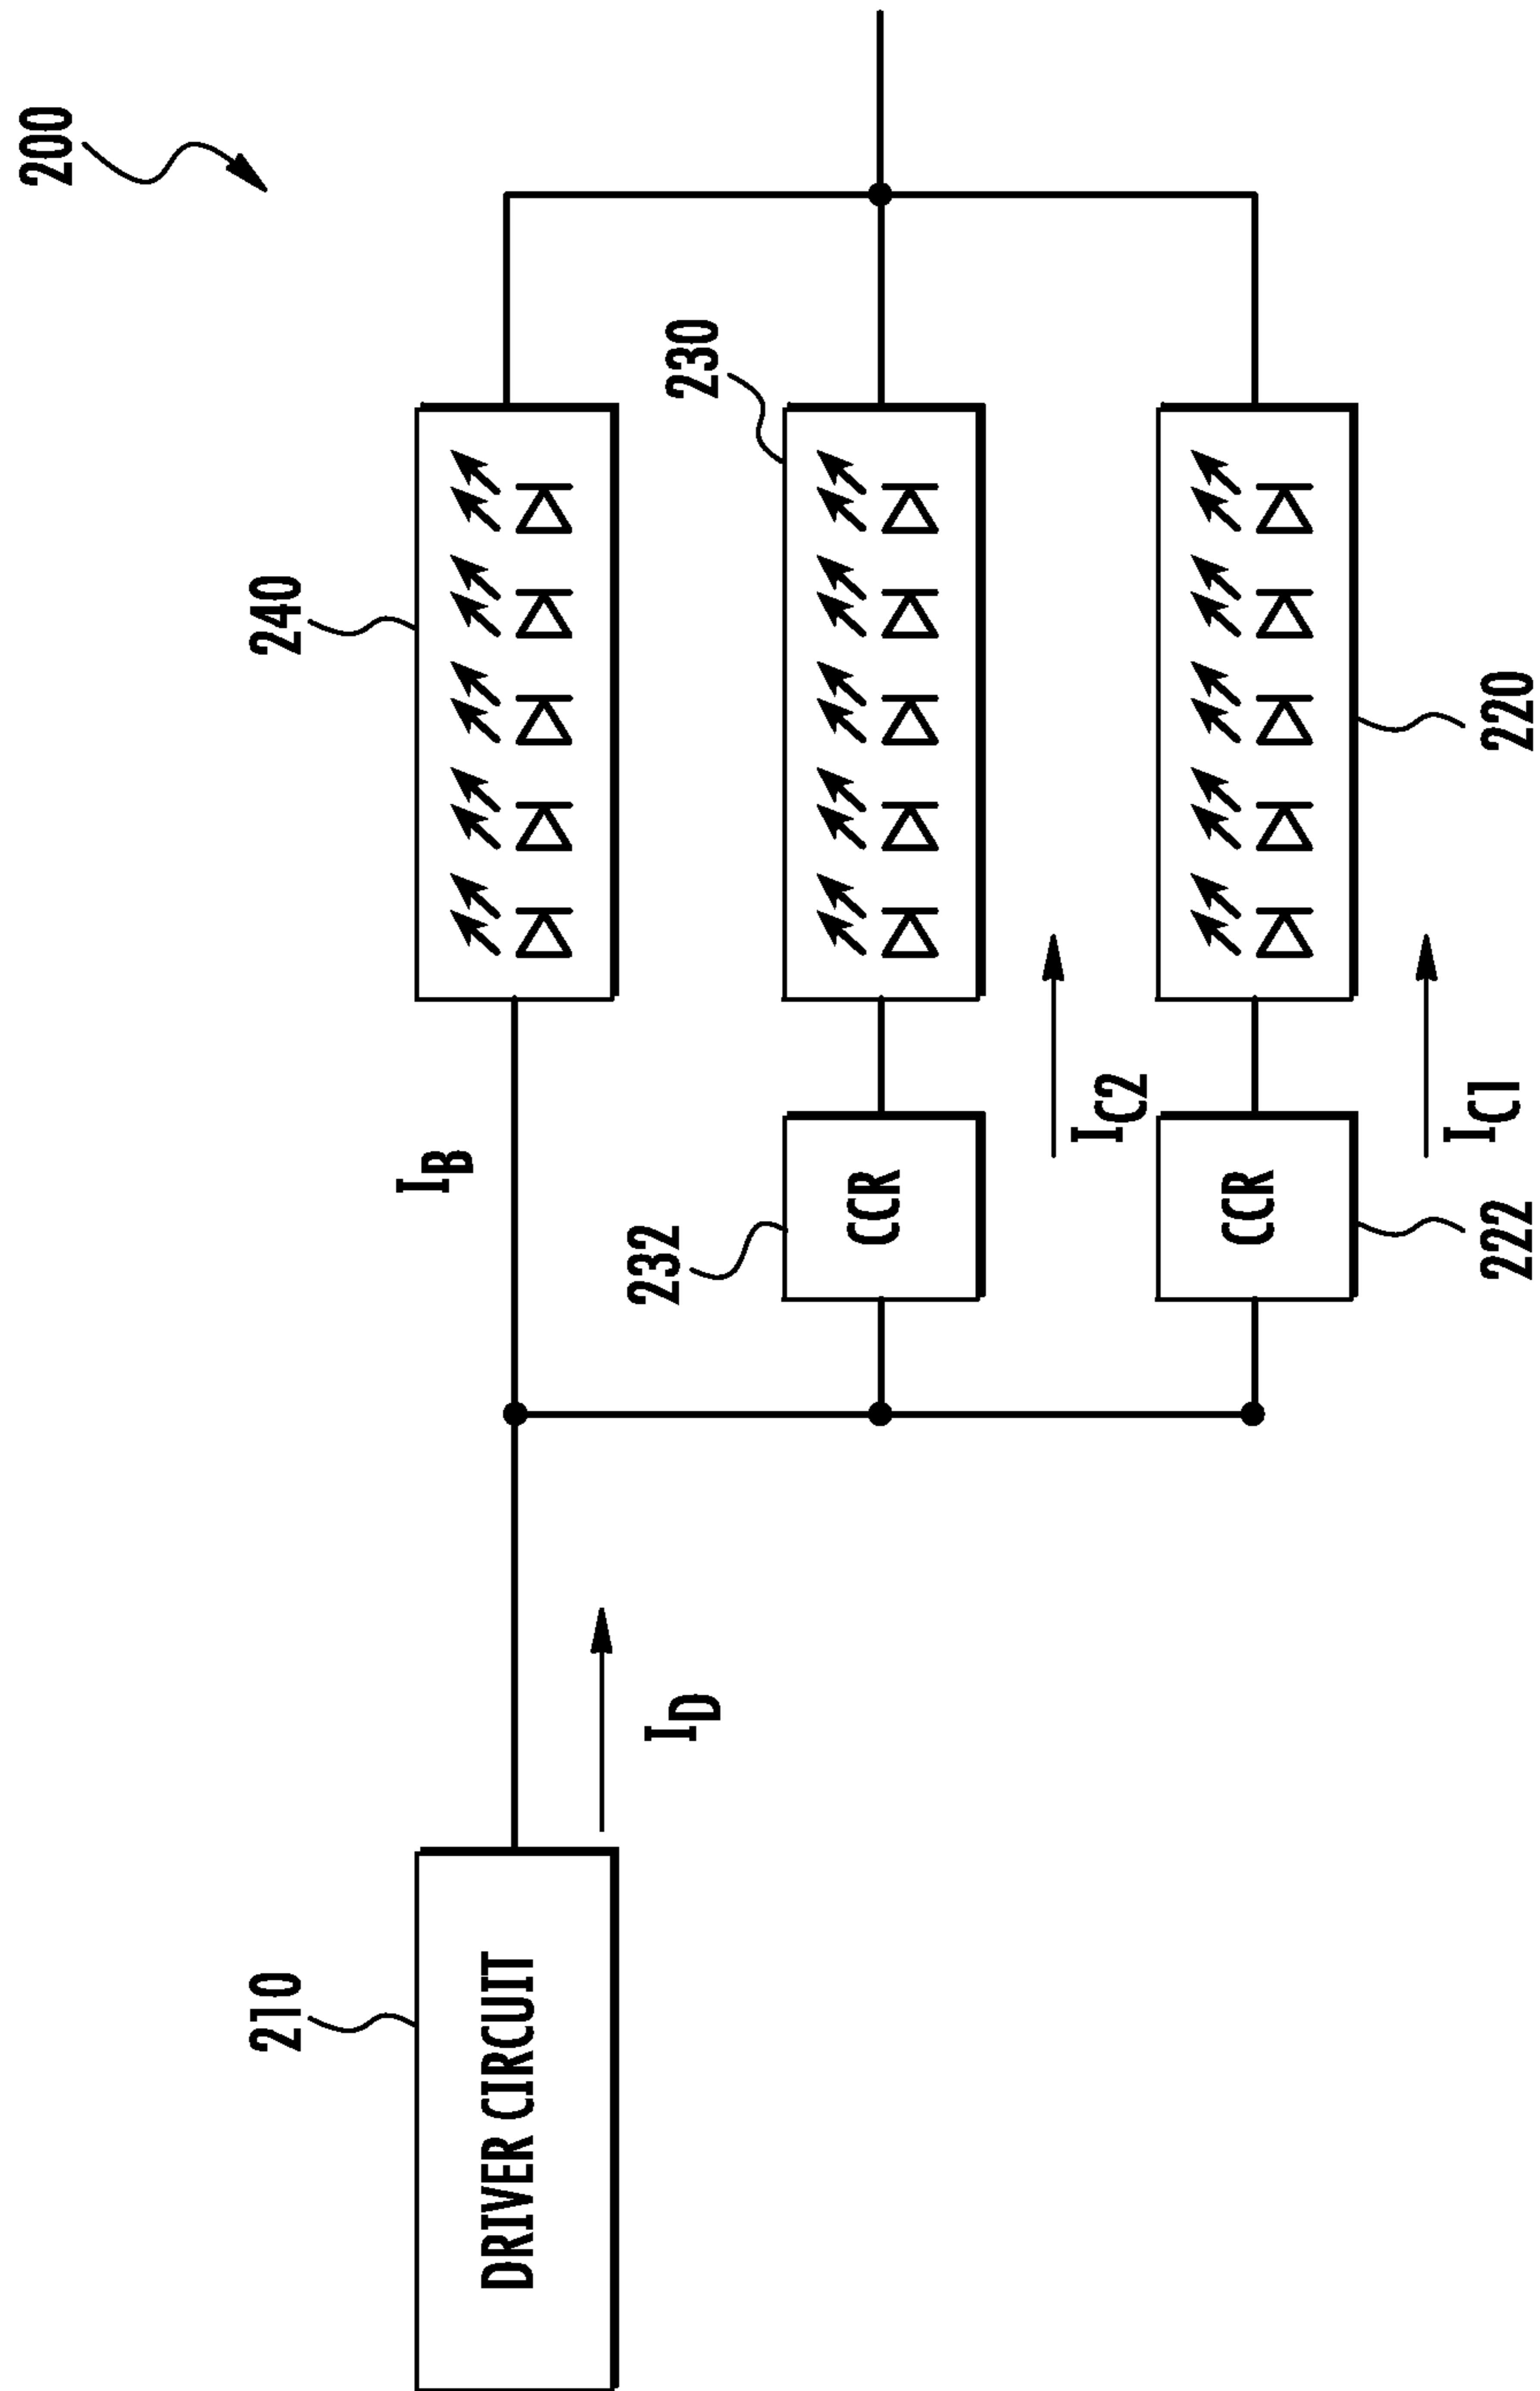 200
210
DRIVER CIRCUIT
I_D
I_B
240
232
CCR
230
I_C2
222
CCR
220
I_C1